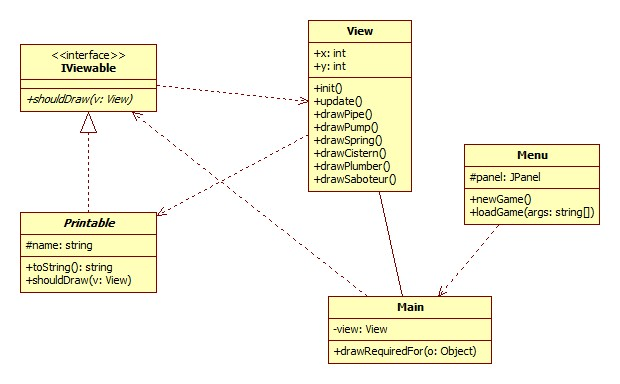 <<interface>>
IViewable
+shouldDraw(v: View)
View
+x: int
+y: int
+init()
+update()
+drawPipe()
+drawPump()
+drawSpring()
+drawCistern()
+drawPlumber()
+drawSaboteur()
Menu
#panel: JPanel
+newGame()
+loadGame(args: string[])
Printable
#name: string
+toString(): string
+shouldDraw(v: View)
Main
-view: View
+drawRequiredFor(o: Object)